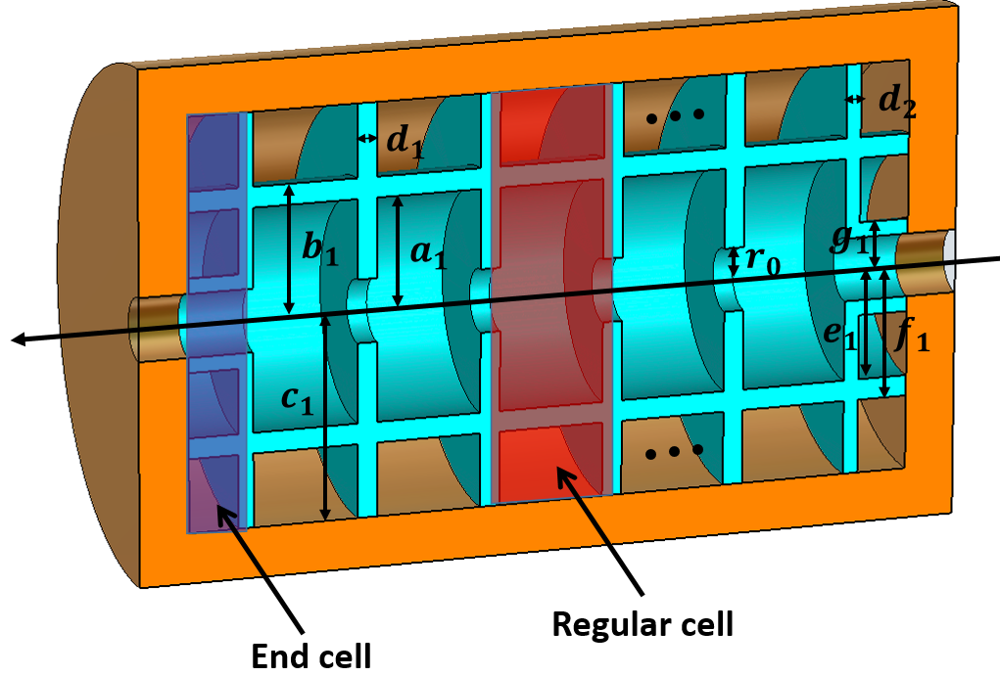 d₂
d₁
g₁
b₁
a₁
r₀
e₁
f₁
c₁
Regular cell
End cell